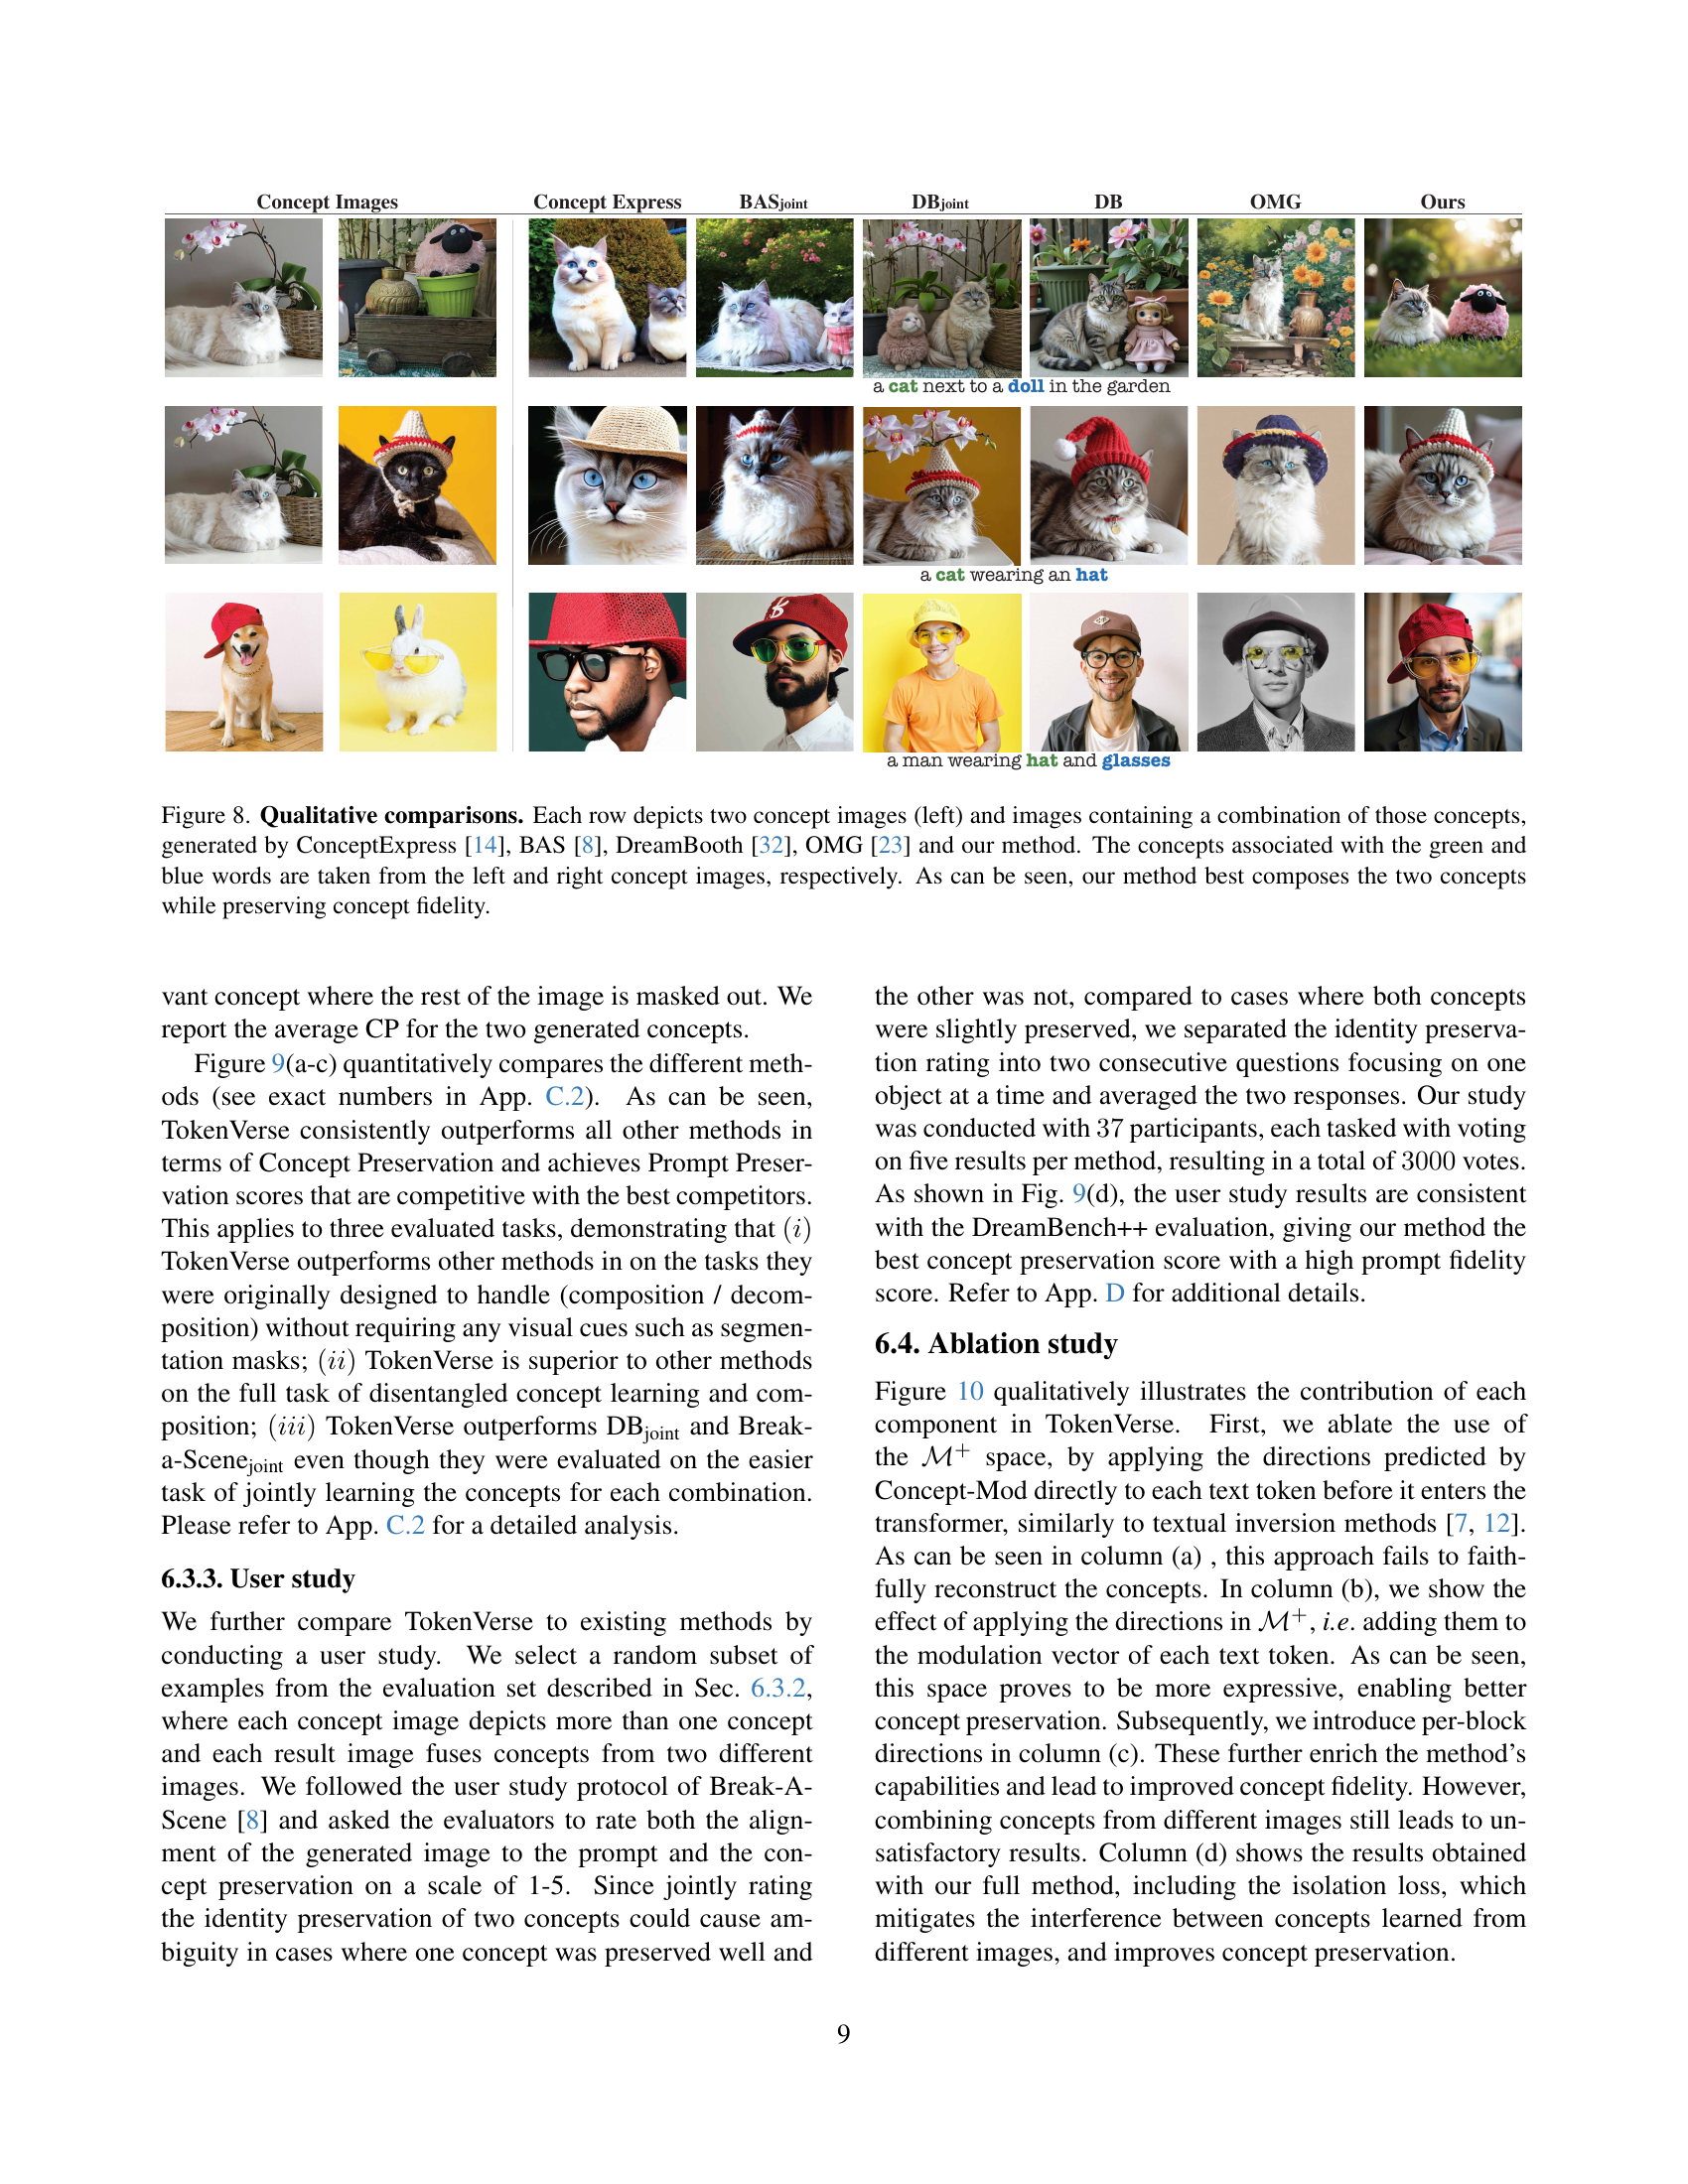 Concept Images Concept Express BASjoint DBjoint DB OMG Ours
a cat next to a doll in the garden
a cat wearing an hat
a man wearing hat and glasses
Figure 8. Qualitative comparisons. Each row depicts two concept images (left) and images containing a combination of those concepts,
generated by ConceptExpress [14], BAS [8], DreamBooth [32], OMG [23] and our method. The concepts associated with the green and
blue words are taken from the left and right concept images, respectively. As can be seen, our method best composes the two concepts
while preserving concept fidelity.
vant concept where the rest of the image is masked out. We
report the average CP for the two generated concepts.
Figure 9(a-c) quantitatively compares the different meth-
ods (see exact numbers in App. C.2). As can be seen,
TokenVerse consistently outperforms all other methods in
terms of Concept Preservation and achieves Prompt Preser-
vation scores that are competitive with the best competitors.
This applies to three evaluated tasks, demonstrating that (i)
TokenVerse outperforms other methods in on the tasks they
were originally designed to handle (composition / decom-
position) without requiring any visual cues such as segmen-
tation masks; (ii) TokenVerse is superior to other methods
on the full task of disentangled concept learning and com-
position; (iii) TokenVerse outperforms DBjoint and Break-
a-Scenejoint even though they were evaluated on the easier
task of jointly learning the concepts for each combination.
Please refer to App. C.2 for a detailed analysis.
6.3.3. User study
We further compare TokenVerse to existing methods by
conducting a user study. We select a random subset of
examples from the evaluation set described in Sec. 6.3.2,
where each concept image depicts more than one concept
and each result image fuses concepts from two different
images. We followed the user study protocol of Break-A-
Scene [8] and asked the evaluators to rate both the align-
ment of the generated image to the prompt and the con-
cept preservation on a scale of 1-5. Since jointly rating
the identity preservation of two concepts could cause am-
biguity in cases where one concept was preserved well and
the other was not, compared to cases where both concepts
were slightly preserved, we separated the identity preserva-
tion rating into two consecutive questions focusing on one
object at a time and averaged the two responses. Our study
was conducted with 37 participants, each tasked with voting
on five results per method, resulting in a total of 3000 votes.
As shown in Fig. 9(d), the user study results are consistent
with the DreamBench++ evaluation, giving our method the
best concept preservation score with a high prompt fidelity
score. Refer to App. D for additional details.
6.4. Ablation study
Figure 10 qualitatively illustrates the contribution of each
component in TokenVerse. First, we ablate the use of
the M+ space, by applying the directions predicted by
Concept-Mod directly to each text token before it enters the
transformer, similarly to textual inversion methods [7, 12].
As can be seen in column (a) , this approach fails to faith-
fully reconstruct the concepts. In column (b), we show the
effect of applying the directions in M+, i.e. adding them to
the modulation vector of each text token. As can be seen,
this space proves to be more expressive, enabling better
concept preservation. Subsequently, we introduce per-block
directions in column (c). These further enrich the method's
capabilities and lead to improved concept fidelity. However,
combining concepts from different images still leads to un-
satisfactory results. Column (d) shows the results obtained
with our full method, including the isolation loss, which
mitigates the interference between concepts learned from
different images, and improves concept preservation.
9